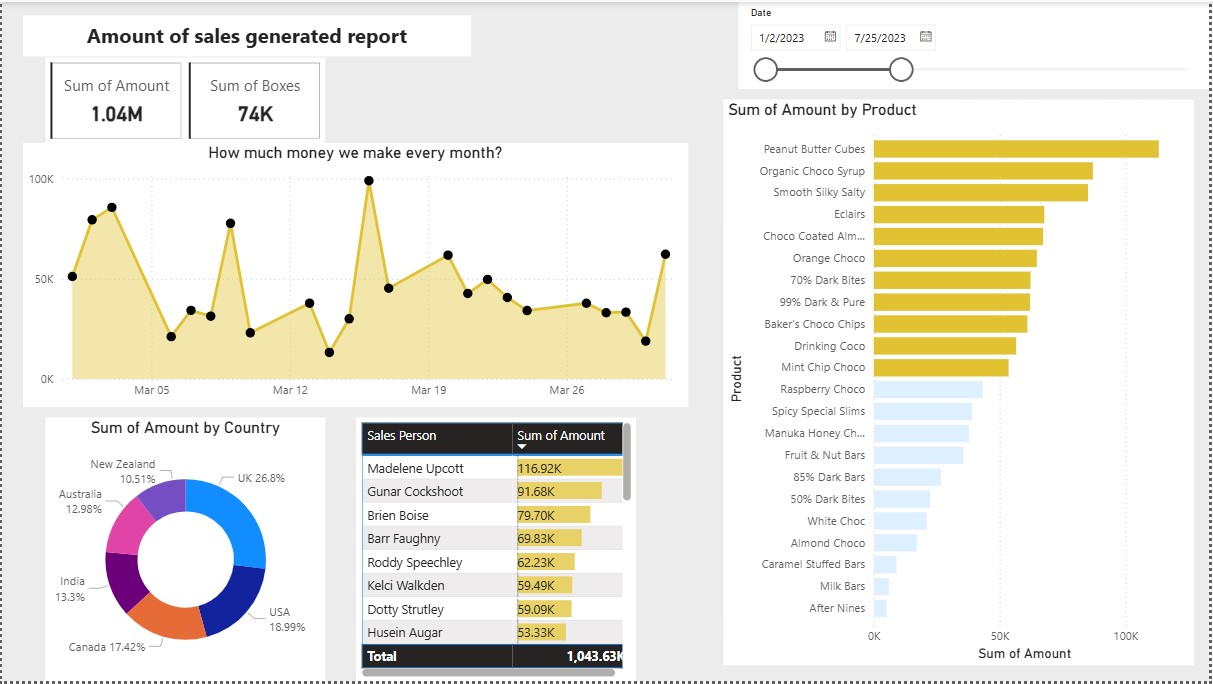 Amount of sales generated report
Date
1/2/2023
7/25/2023
Sum of Amount
1.04M
Sum of Boxes
74K
How much money we make every month?
100K
50K
0K
Mar 05
Mar 12
Mar 19
Mar 26
Sum of Amount by Product
Product
Peanut Butter Cubes
Organic Choco Syrup
Smooth Silky Salty
Eclairs
Choco Coated Alm...
Orange Choco
70% Dark Bites
99% Dark & Pure
Baker's Choco Chips
Drinking Coco
Mint Chip Choco
Raspberry Choco
Spicy Special Slims
Manuka Honey Ch...
Fruit & Nut Bars
85% Dark Bars
50% Dark Bites
White Choc
Almond Choco
Caramel Stuffed Bars
Milk Bars
After Nines
0K
50K
100K
Sum of Amount
Sum of Amount by Country
New Zealand
10.51%
UK 26.8%
Australia
12.98%
India
13.3%
USA
18.99%
Canada 17.42%
Sales Person Sum of Amount
Madelene Upcott 116.92K
Gunar Cockshoot 91.68K
Brien Boise 79.70K
Barr Faughny 69.83K
Roddy Speechley 62.23K
Kelci Walkden 59.49K
Dotty Strutley 59.09K
Husein Augar 53.33K
Total 1,043.63K